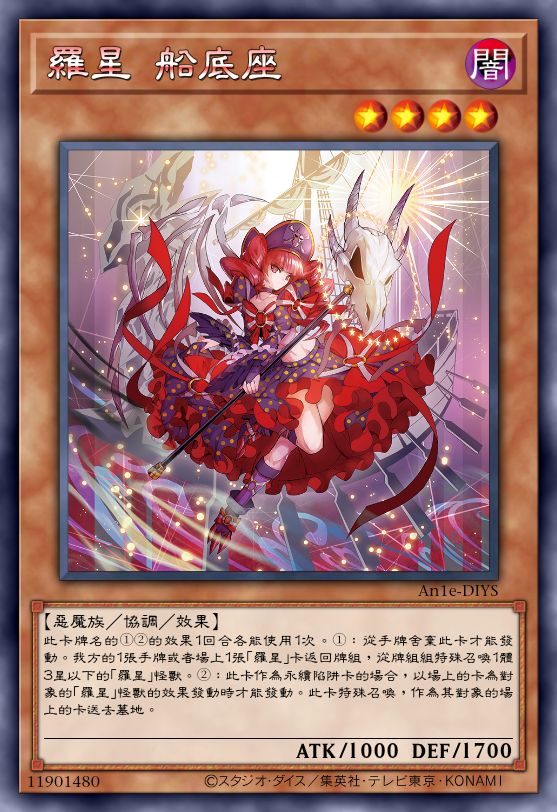 羅星 船底座
闇
An1e-DIYS
【惡魔族／協調／效果】
此卡牌名的①②的效果1回合各能使用1次。①：從手牌舍棄此卡才能發
動。我方的1張手牌或者場上1張「羅星」卡返回牌組，從牌組特殊召喚1體
3星以下的「羅星」怪獸。②：此卡作為永續陷阱卡的場合，以場上的卡為對
象的「羅星」怪獸的效果發動時才能發動。此卡特殊召喚，作為其對象的場
上的卡送去墓地。
ATK/1000 DEF/1700
11901480 ©スタジオ・ダイス／集英社・テレビ東京・KONAMI